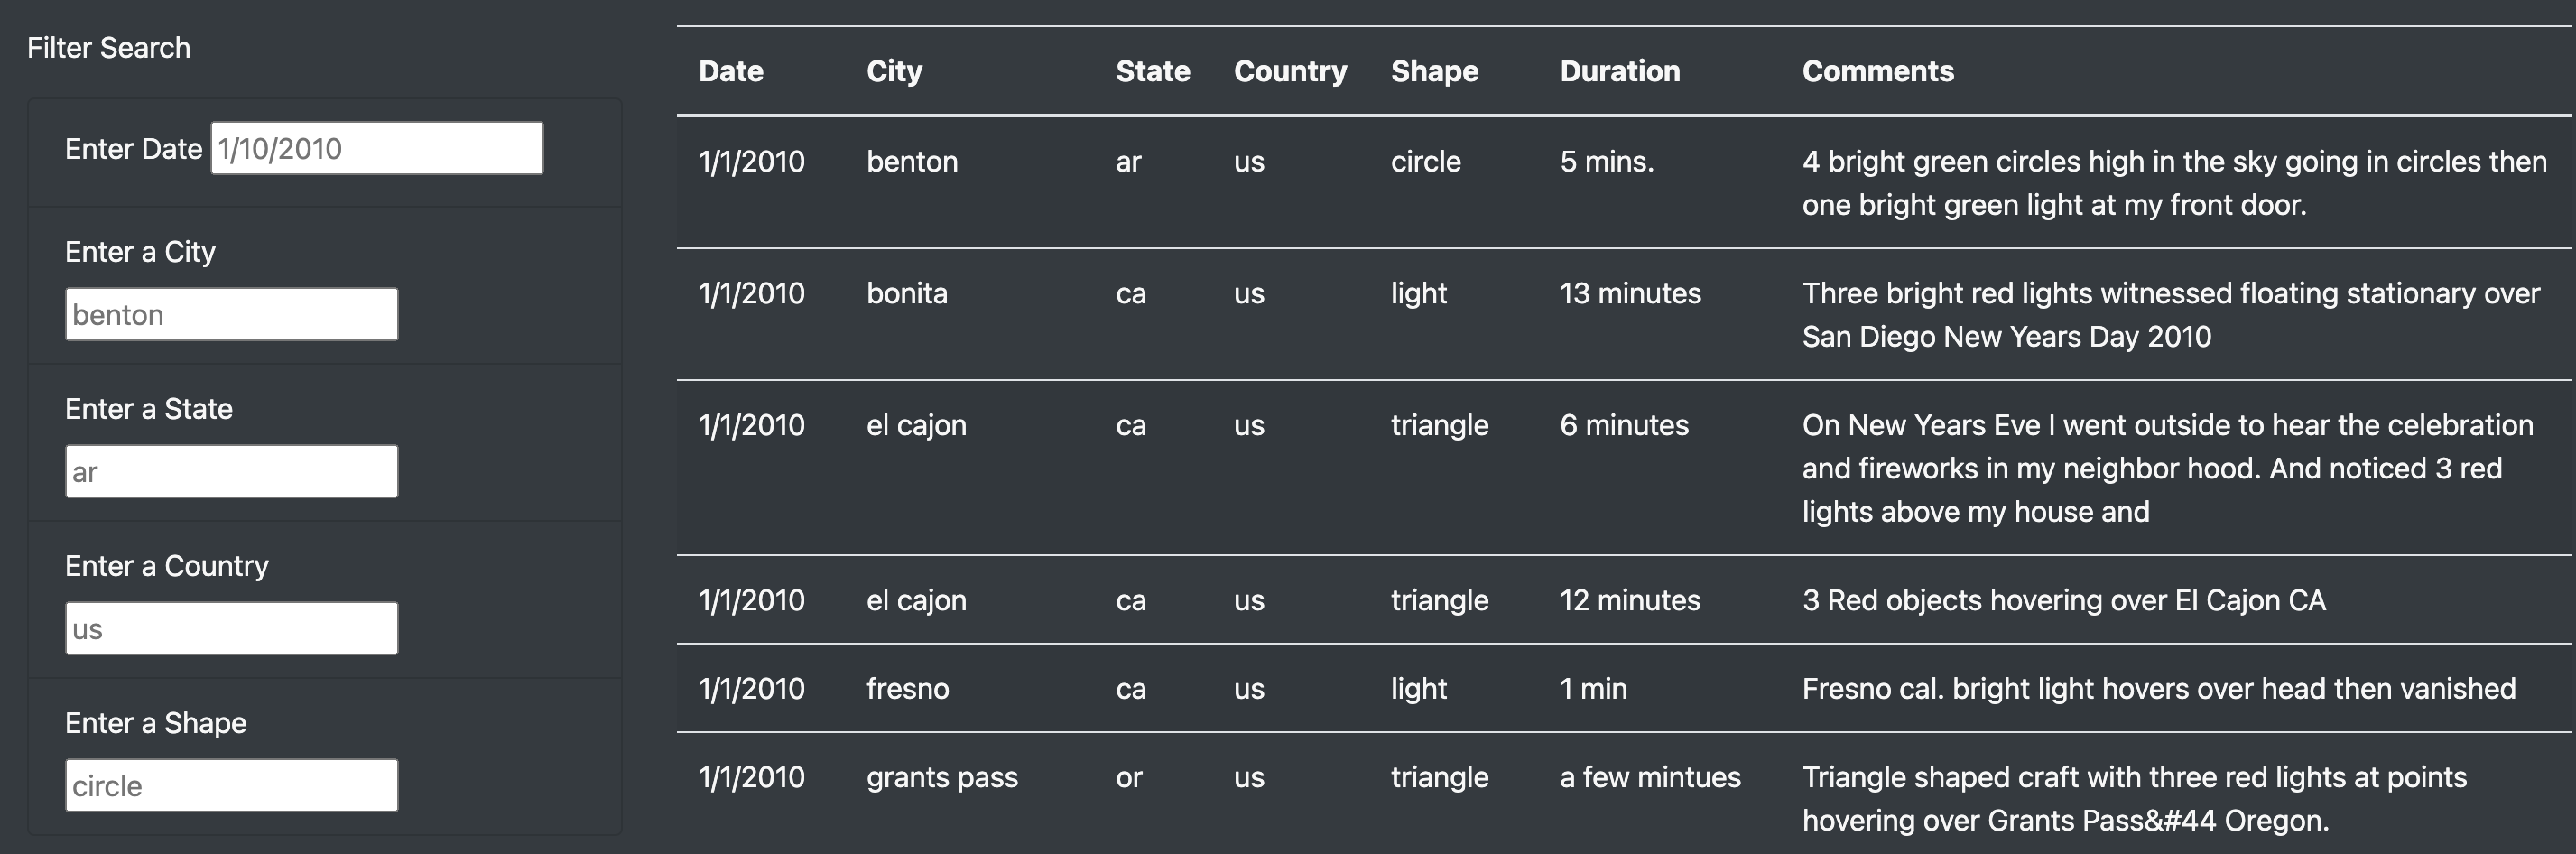 Filter Search
Enter Date 1/10/2010
Enter a City
benton
Enter a State
ar
Enter a Country
us
Enter a Shape
circle
Date City State Country Shape Duration Comments
1/1/2010 benton ar us circle 5 mins. 4 bright green circles high in the sky going in circles then
one bright green light at my front door.
1/1/2010 bonita ca us light 13 minutes Three bright red lights witnessed floating stationary over
San Diego New Years Day 2010
1/1/2010 el cajon ca us triangle 6 minutes On New Years Eve I went outside to hear the celebration
and fireworks in my neighbor hood. And noticed 3 red
lights above my house and
1/1/2010 el cajon ca us triangle 12 minutes 3 Red objects hovering over El Cajon CA
1/1/2010 fresno ca us light 1 min Fresno cal. bright light hovers over head then vanished
1/1/2010 grants pass or us triangle a few mintues Triangle shaped craft with three red lights at points
hovering over Grants Pass&#44 Oregon.